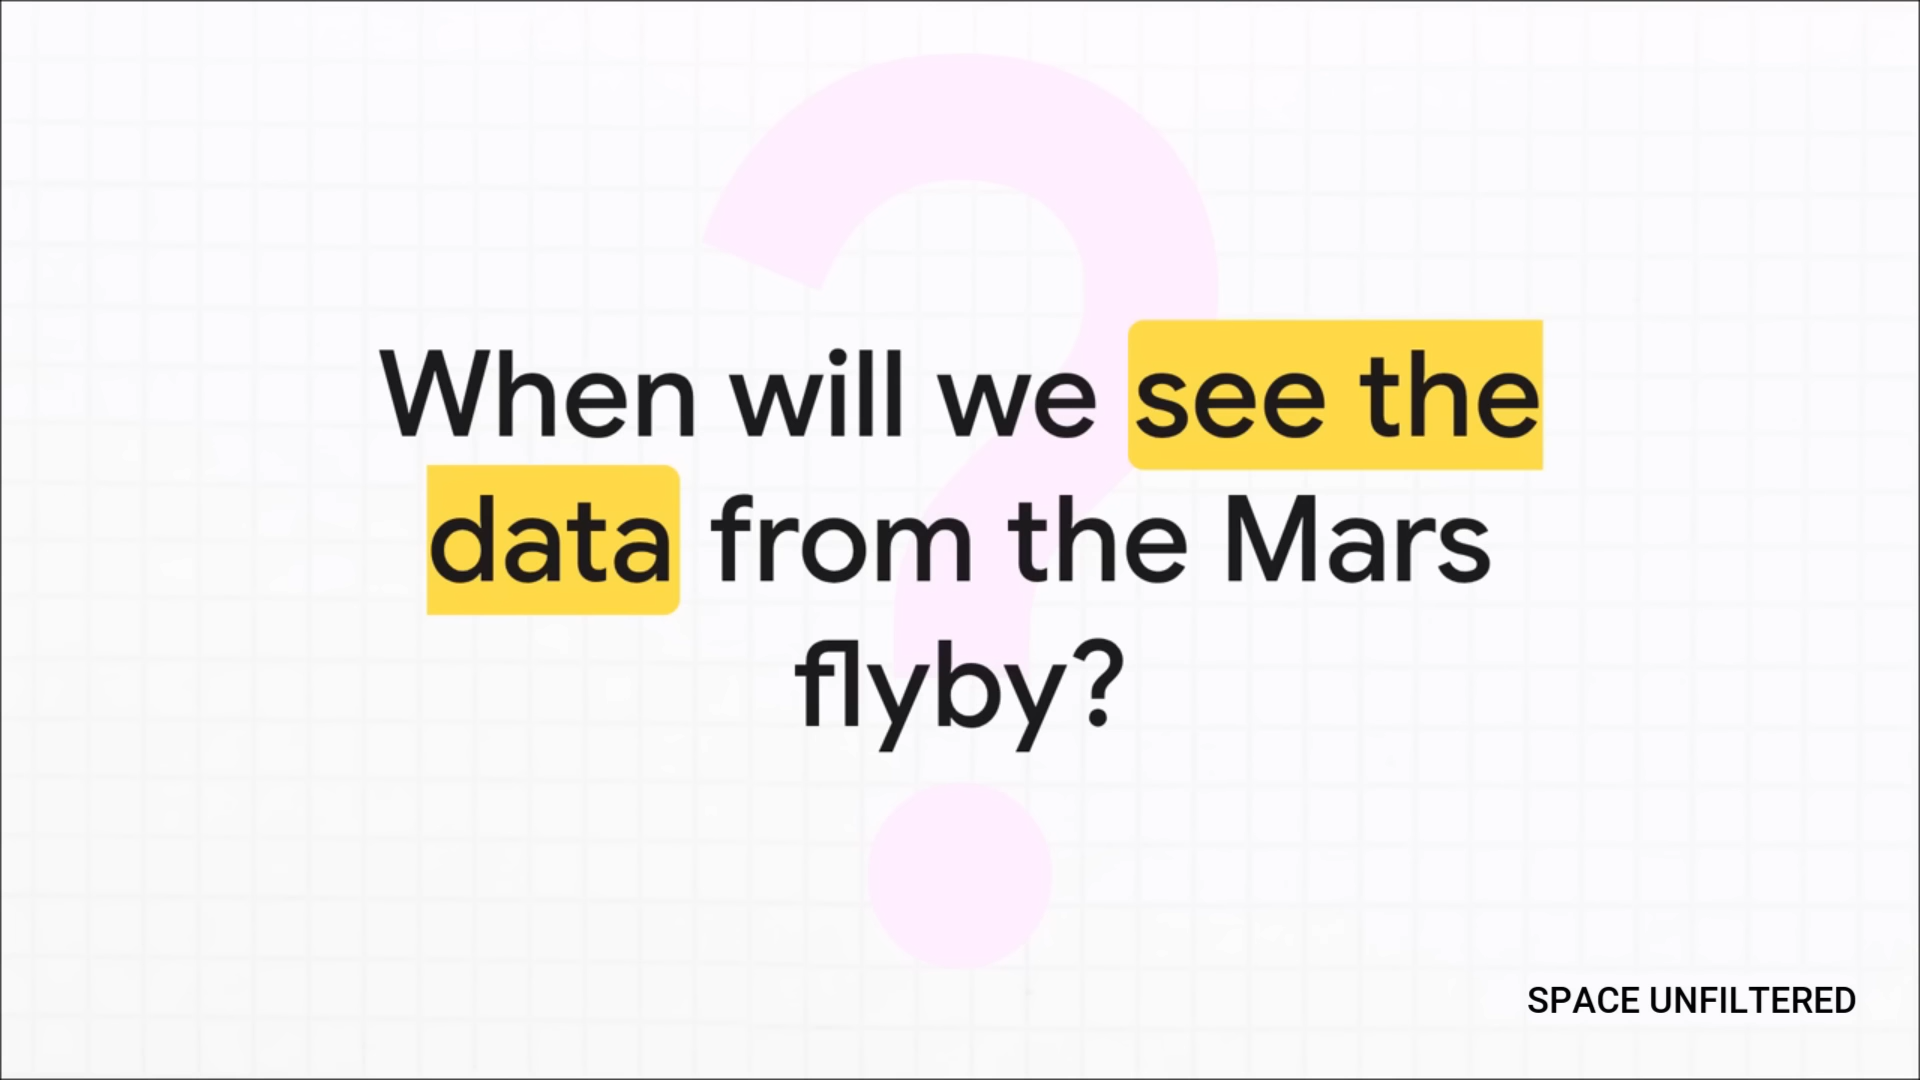 When will we see the
data from the Mars
flyby?
SPACE UNFILTERED